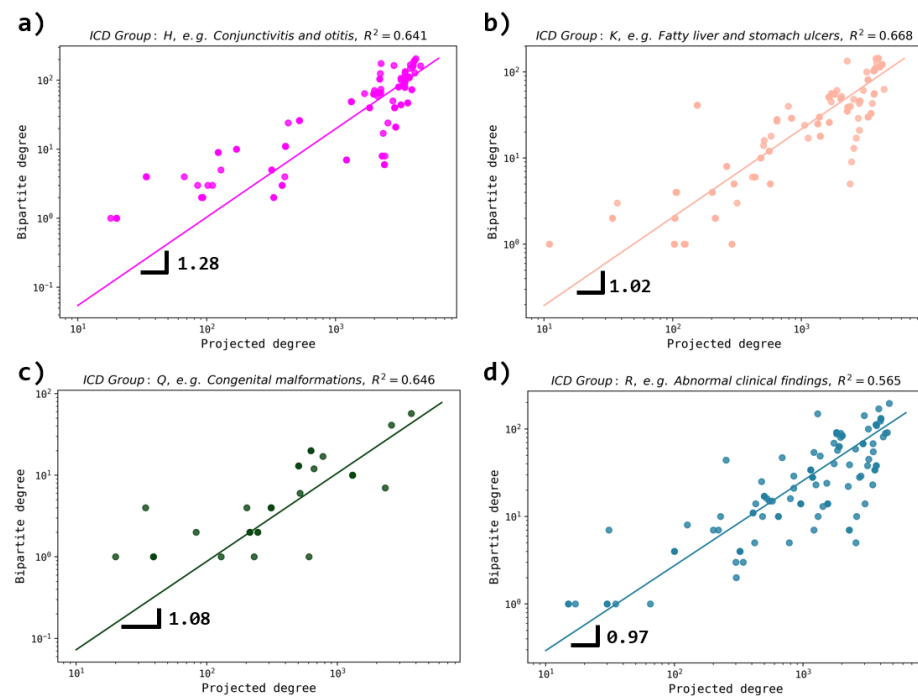 a)
ICD Group: H, e.g. Conjunctivitis and otitis, R² = 0.641
Bipartite degree
10²
10¹
10⁰
10⁻¹
1.28
10¹ 10² 10³
Projected degree
b)
ICD Group: K, e.g. Fatty liver and stomach ulcers, R² = 0.668
Bipartite degree
10²
10¹
10⁰
1.02
10¹ 10² 10³
Projected degree
c)
ICD Group: Q, e.g. Congenital malformations, R² = 0.646
Bipartite degree
10²
10¹
10⁰
10⁻¹
1.08
10¹ 10² 10³
Projected degree
d)
ICD Group: R, e.g. Abnormal clinical findings, R² = 0.565
Bipartite degree
10²
10¹
10⁰
0.97
10¹ 10² 10³
Projected degree